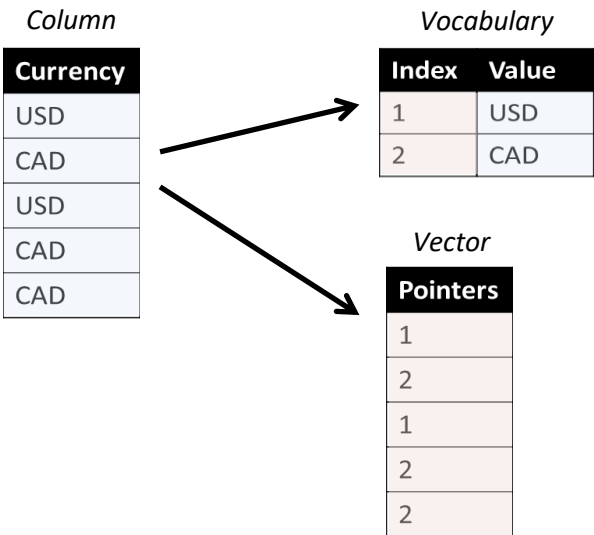 Column
Currency
USD
CAD
USD
CAD
CAD
Vocabulary
Index Value
1 USD
2 CAD
Vector
Pointers
1
2
1
2
2